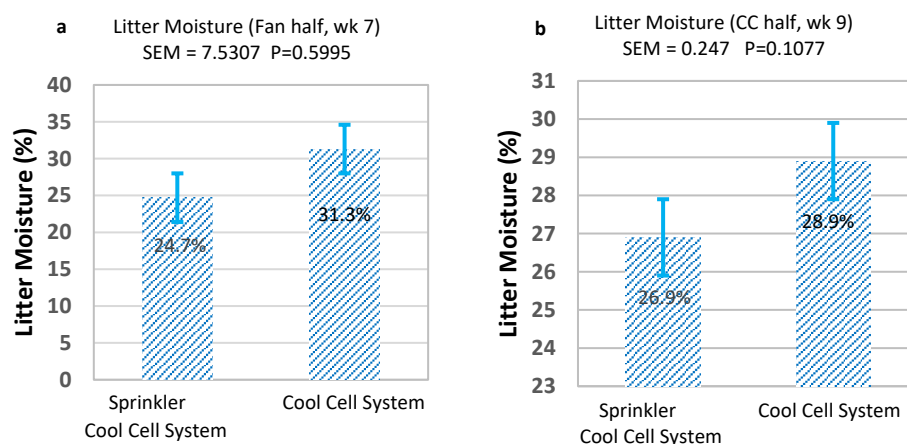 a Litter Moisture (Fan half, wk 7)
SEM = 7.5307 P=0.5995
Litter Moisture (%)
40
35
30
25
20
15
10
5
0
24.7%
31.3%
Sprinkler
Cool Cell System
Cool Cell System
b Litter Moisture (CC half, wk 9)
SEM = 0.247 P=0.1077
Litter Moisture (%)
31
30
29
28
27
26
25
24
23
26.9%
28.9%
Sprinkler
Cool Cell System
Cool Cell System